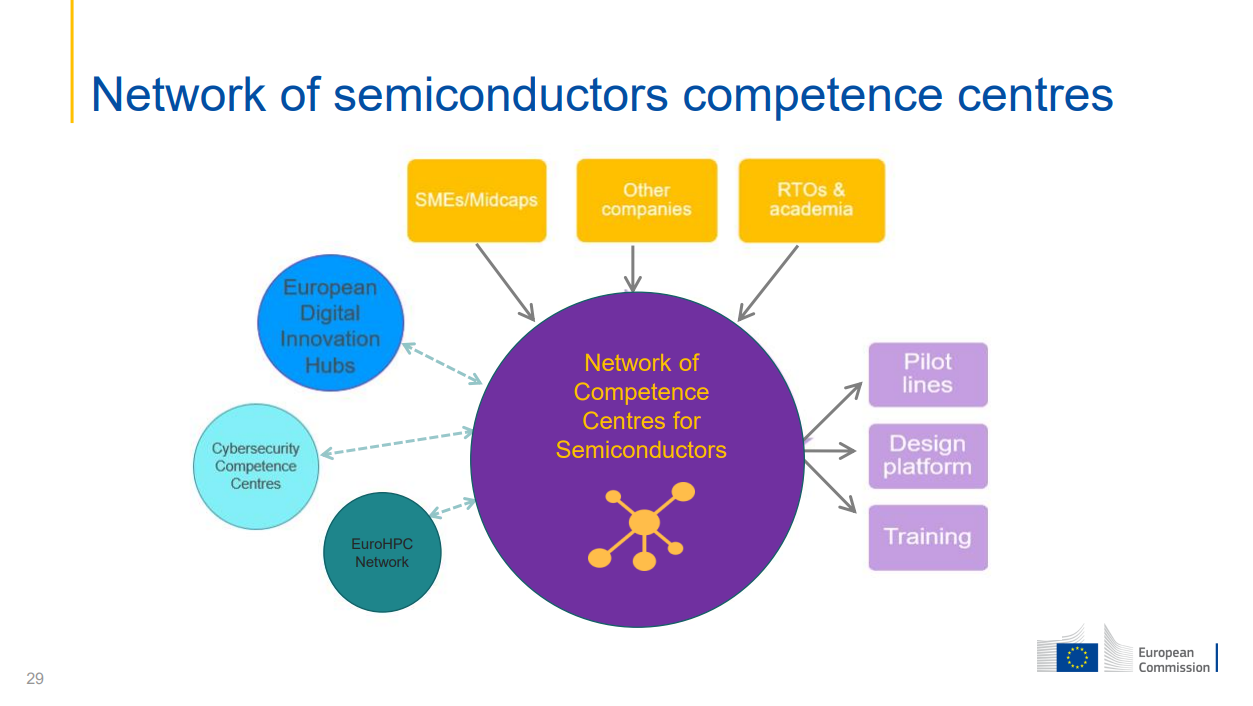 Network of semiconductors competence centres
SMEs/Midcaps
Other
companies
RTOs &
academia
European
Digital
Innovation
Hubs
Network of
Competence
Centres for
Semiconductors
Pilot
lines
Cybersecurity
Competence
Centres
Design
platform
EuroHPC
Network
Training
European
Commission
29